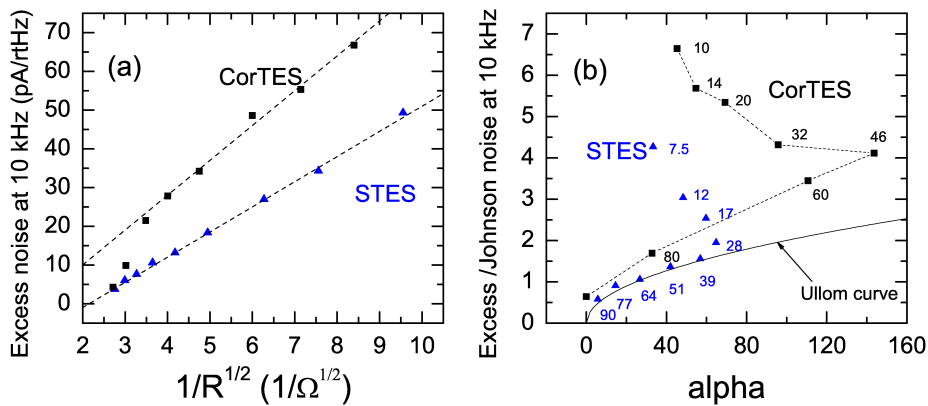 Excess noise at 10 kHz (pA/rtHz)
70
60
50
40
30
20
10
0
(a)
CorTES
STES
2 3 4 5 6 7 8 9 10
1/R^1/2 (1/Ω^1/2)
Excess /Johnson noise at 10 kHz
7
6
5
4
3
2
1
0
(b)
10
14
20
CorTES
32
46
STES
7.5
60
12
17
28
80
39
51
64
77
90
Ullom curve
0 40 80 120 160
alpha